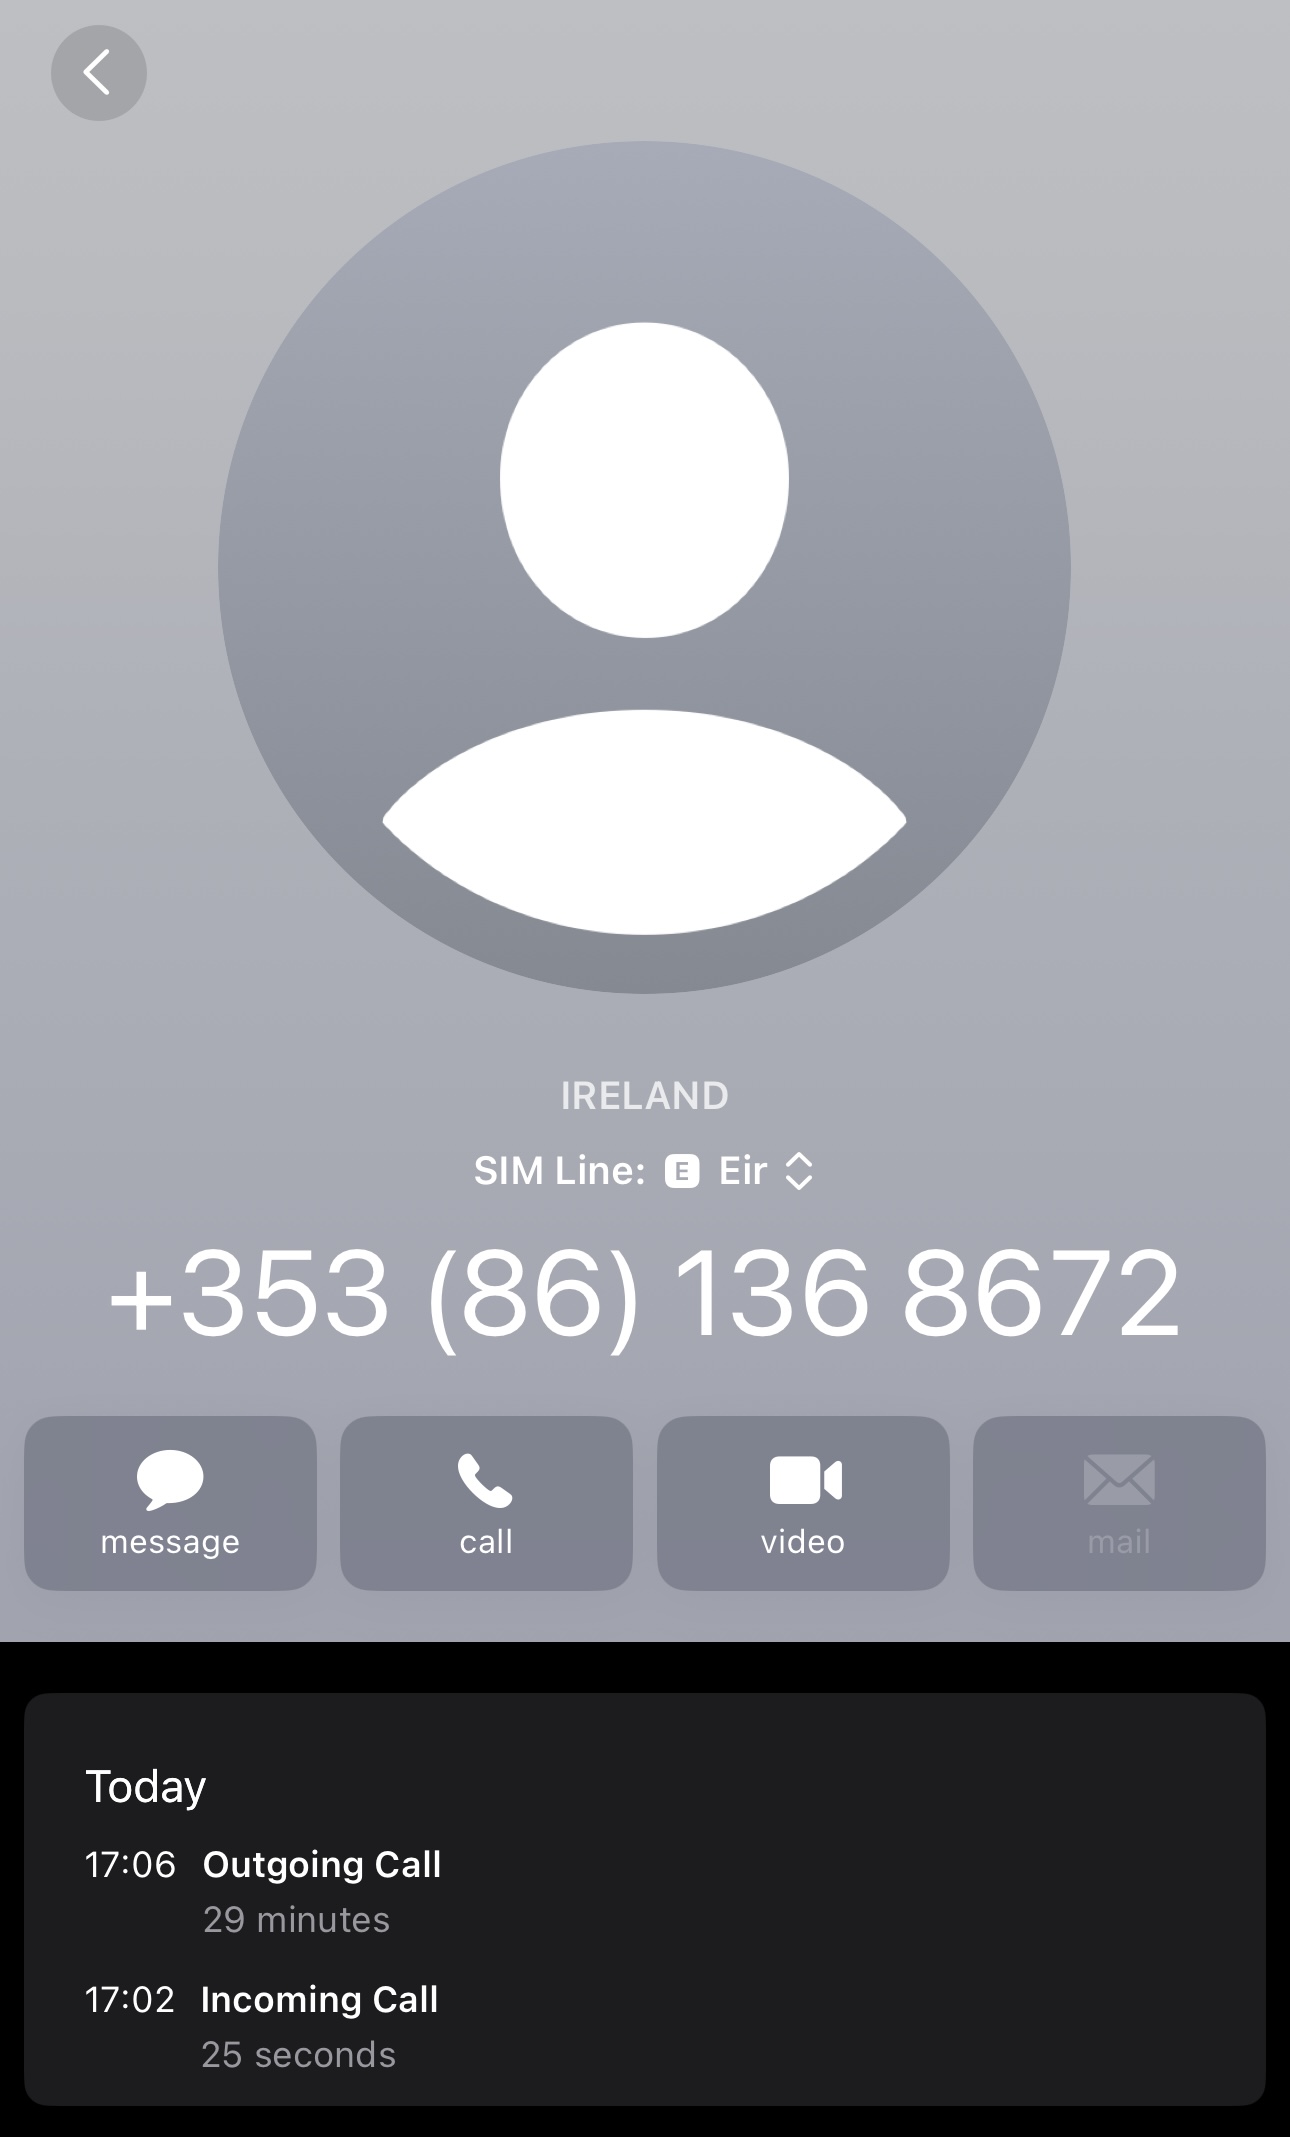 IRELAND
SIM Line: E Eir
+353 (86) 136 8672
message call video mail
Today
17:06 Outgoing Call
29 minutes
17:02 Incoming Call
25 seconds